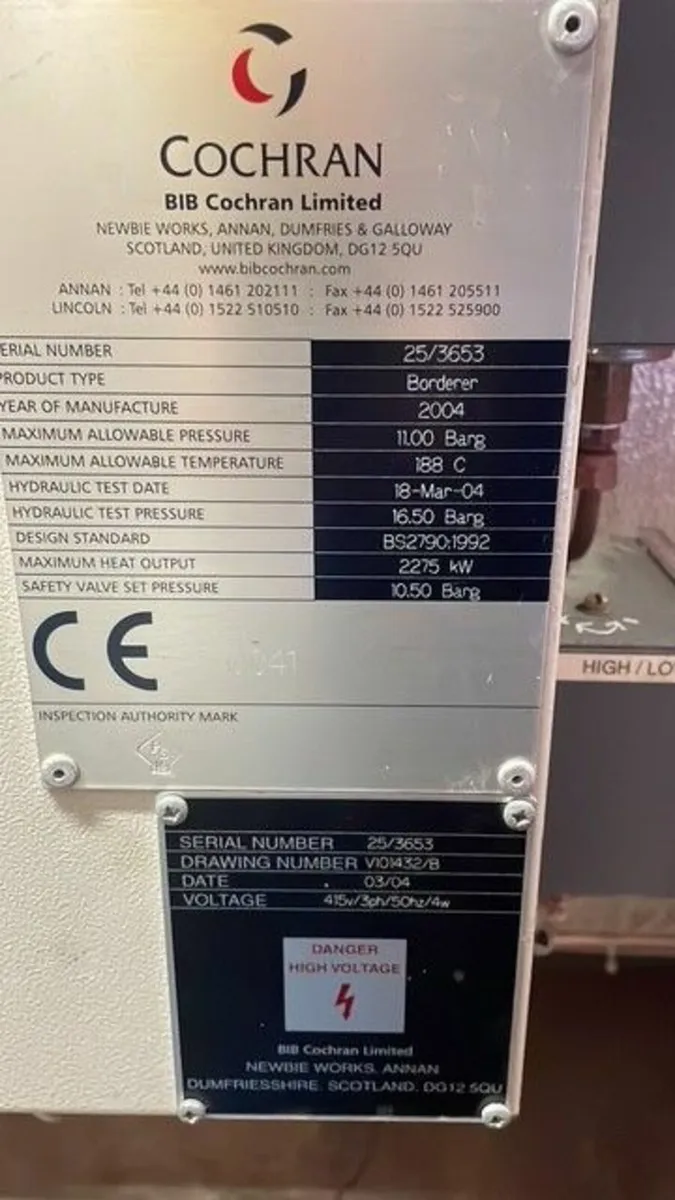 COCHRAN
BIB Cochran Limited
NEWBIE WORKS, ANNAN, DUMFRIES & GALLOWAY
SCOTLAND, UNITED KINGDOM, DG12 5QU
www.bibcochran.com
ANNAN : Tel +44 (0) 1461 202111 : Fax +44 (0) 1461 205511
LINCOLN : Tel +44 (0) 1522 510510 : Fax +44 (0) 1522 525900
ERIAL NUMBER 25/3653
PRODUCT TYPE Borderer
YEAR OF MANUFACTURE 2004
MAXIMUM ALLOWABLE PRESSURE 11.00 Barg
MAXIMUM ALLOWABLE TEMPERATURE 188 C
HYDRAULIC TEST DATE 18-Mar-04
HYDRAULIC TEST PRESSURE 16.50 Barg
DESIGN STANDARD BS2790:1992
MAXIMUM HEAT OUTPUT 2275 kW
SAFETY VALVE SET PRESSURE 10.50 Barg
CE
HIGH / LO
INSPECTION AUTHORITY MARK
SERIAL NUMBER 25/3653
DRAWING NUMBER V101432/B
DATE 03/04
VOLTAGE 415v/3ph/50hz/4w
DANGER
HIGH VOLTAGE
BIB Cochran Limited
NEWBIE WORKS, ANNAN
DUMFRIESSHIRE, SCOTLAND, DG12 5QU